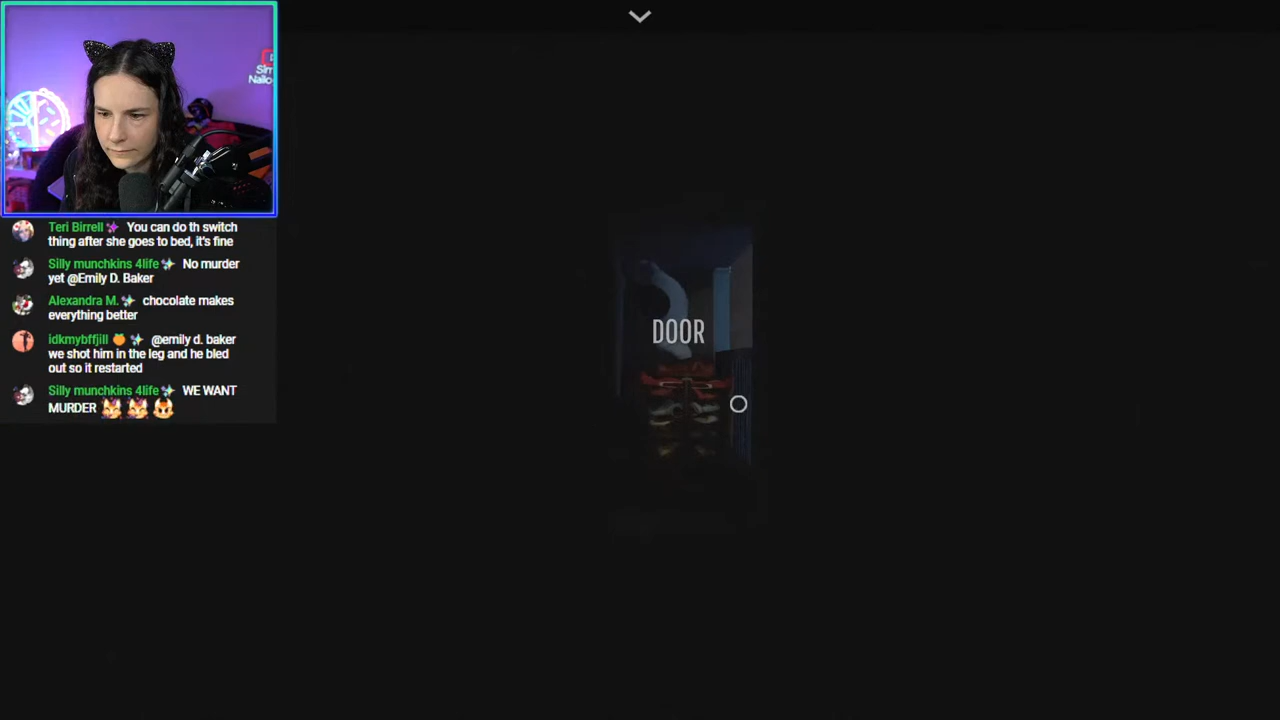 Teri Birrell You can do th switch
thing after she goes to bed, it's fine
Silly munchkins 4life No murder
yet @Emily D. Baker
Alexandra M. chocolate makes
everything better
idkmybffjill @emily d. baker
we shot him in the leg and he bled
out so it restarted
Silly munchkins 4life WE WANT
MURDER
DOOR